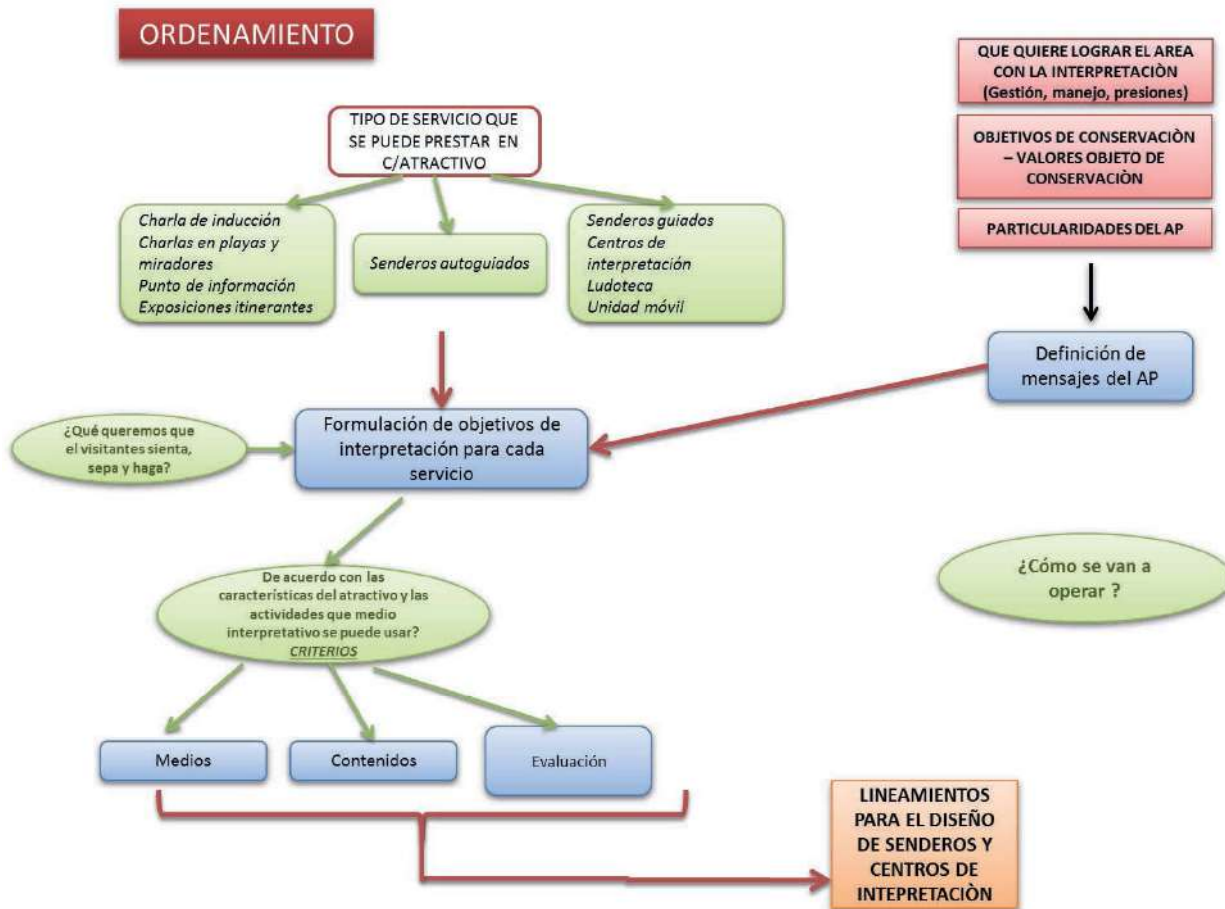 ORDENAMIENTO
TIPO DE SERVICIO QUE
SE PUEDE PRESTAR EN
C/ATRACTIVO
Charla de inducción
Charlas en playas y
miradores
Punto de información
Exposiciones itinerantes
Senderos autoguiados
Senderos guiados
Centros de
interpretación
Ludoteca
Unidad móvil
QUE QUIERE LOGRAR EL AREA
CON LA INTERPRETACIÒN
(Gestión, manejo, presiones)
OBJETIVOS DE CONSERVACIÒN
– VALORES OBJETO DE
CONSERVACIÒN
PARTICULARIDADES DEL AP
Definición de
mensajes del AP
¿Qué queremos que
el visitantes sienta,
sepa y haga?
Formulación de objetivos de
interpretación para cada
servicio
De acuerdo con las
características del atractivo y las
actividades que medio
interpretativo se puede usar?
CRITERIOS
¿Cómo se van a
operar ?
Medios
Contenidos
Evaluación
LINEAMIENTOS
PARA EL DISEÑO
DE SENDEROS Y
CENTROS DE
INTEPRETACIÒN